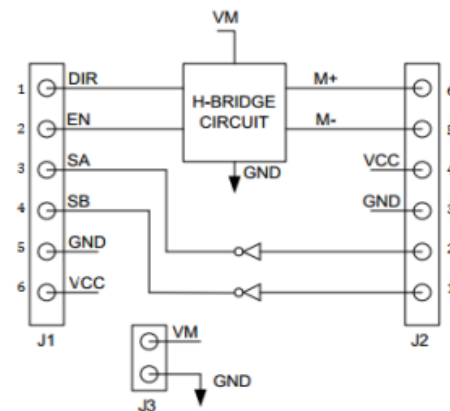 VM
1 DIR
2 EN
3 SA
4 SB
5 GND
6 VCC
J1
H-BRIDGE
CIRCUIT
GND
M+ 6
M- 5
VCC 4
GND 3
2
1
J2
VM
GND
J3